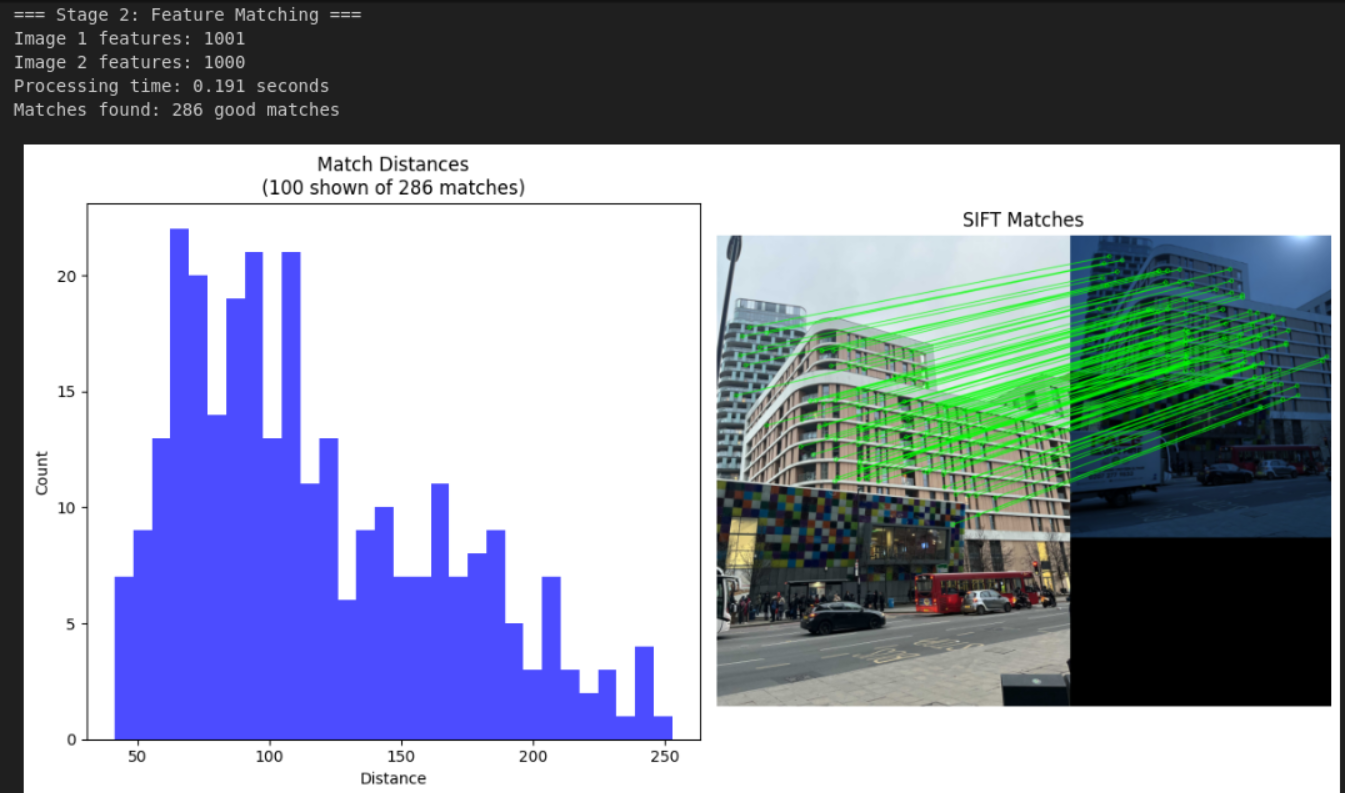 === Stage 2: Feature Matching ===
Image 1 features: 1001
Image 2 features: 1000
Processing time: 0.191 seconds
Matches found: 286 good matches
Match Distances
(100 shown of 286 matches)
Count
20
15
10
5
0
50 100 150 200 250
Distance
SIFT Matches